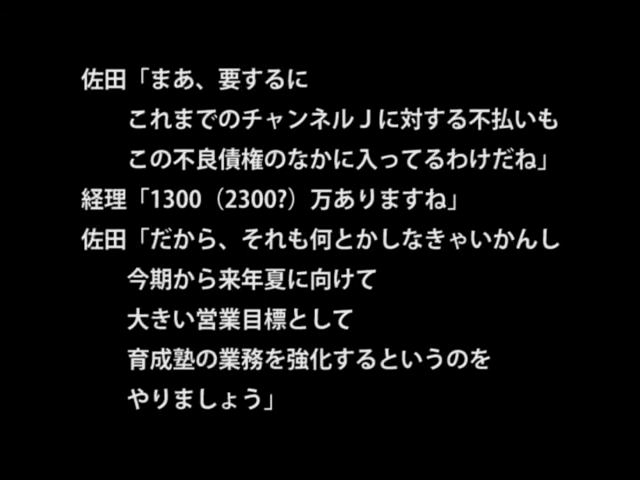 佐田「まあ、要するに
これまでのチャンネルＪに対する不払いも
この不良債権のなかに入ってるわけだね」
経理「1300（2300?）万ありますね」
佐田「だから、それも何とかしなきゃいかんし
今期から来年夏に向けて
大きい営業目標として
育成塾の業務を強化するというのを
やりましょう」